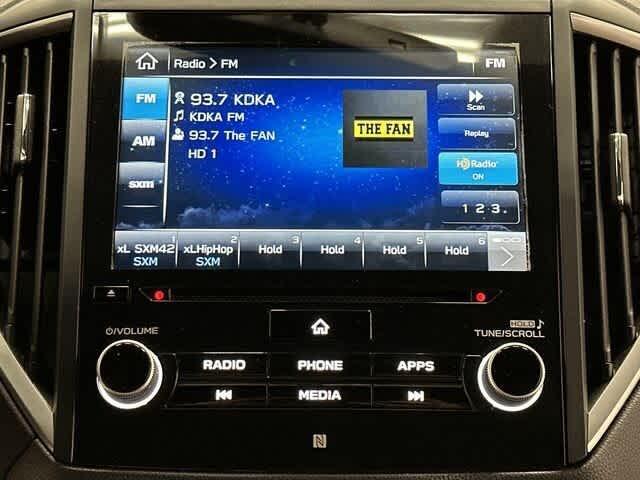 Radio > FM
FM
FM
AM
sxm
93.7 KDKA
KDKA FM
93.7 The FAN
HD 1
THE FAN
Scan
Replay
HD Radio
ON
1 2 3.
1 2 3 4 5 6
xL SXM42 xLHipHop Hold Hold Hold Hold
SXM SXM
VOLUME
HOLD
TUNE/SCROLL
RADIO PHONE APPS
MEDIA
N